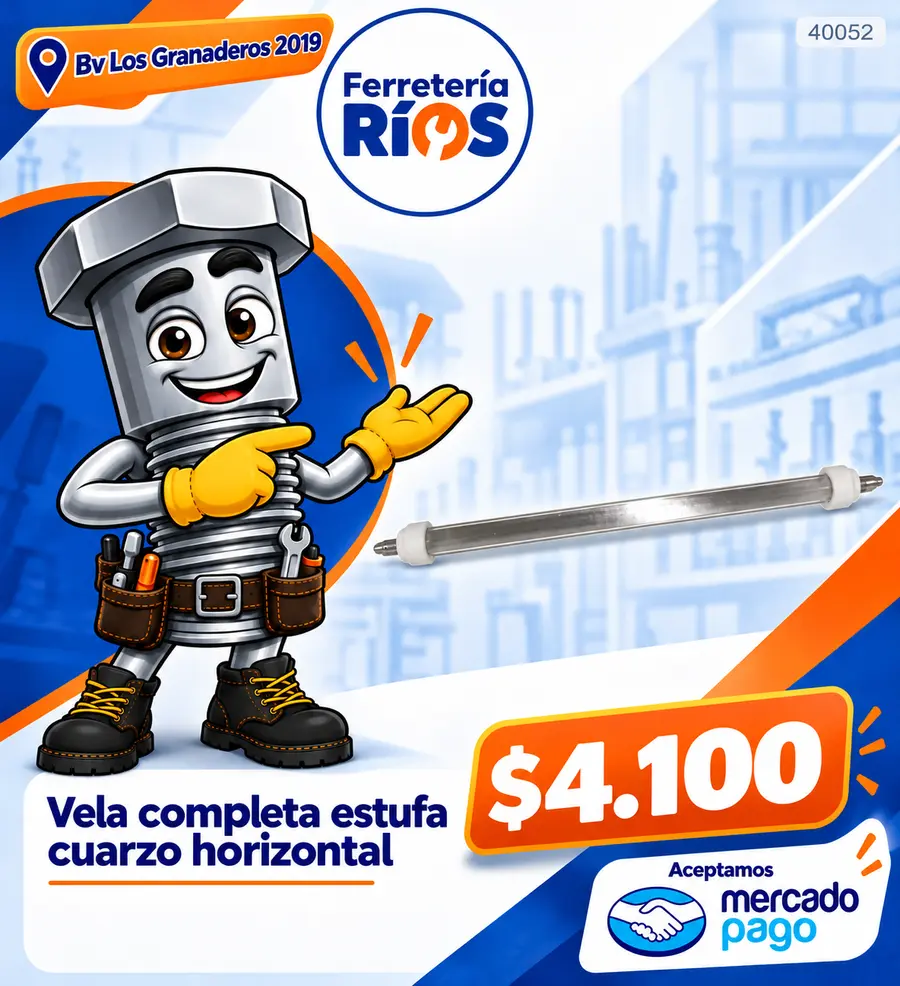 Bv Los Granaderos 2019
Ferretería
Ríos
40052
$4.100
Vela completa estufa
cuarzo horizontal
Aceptamos
mercado
pago